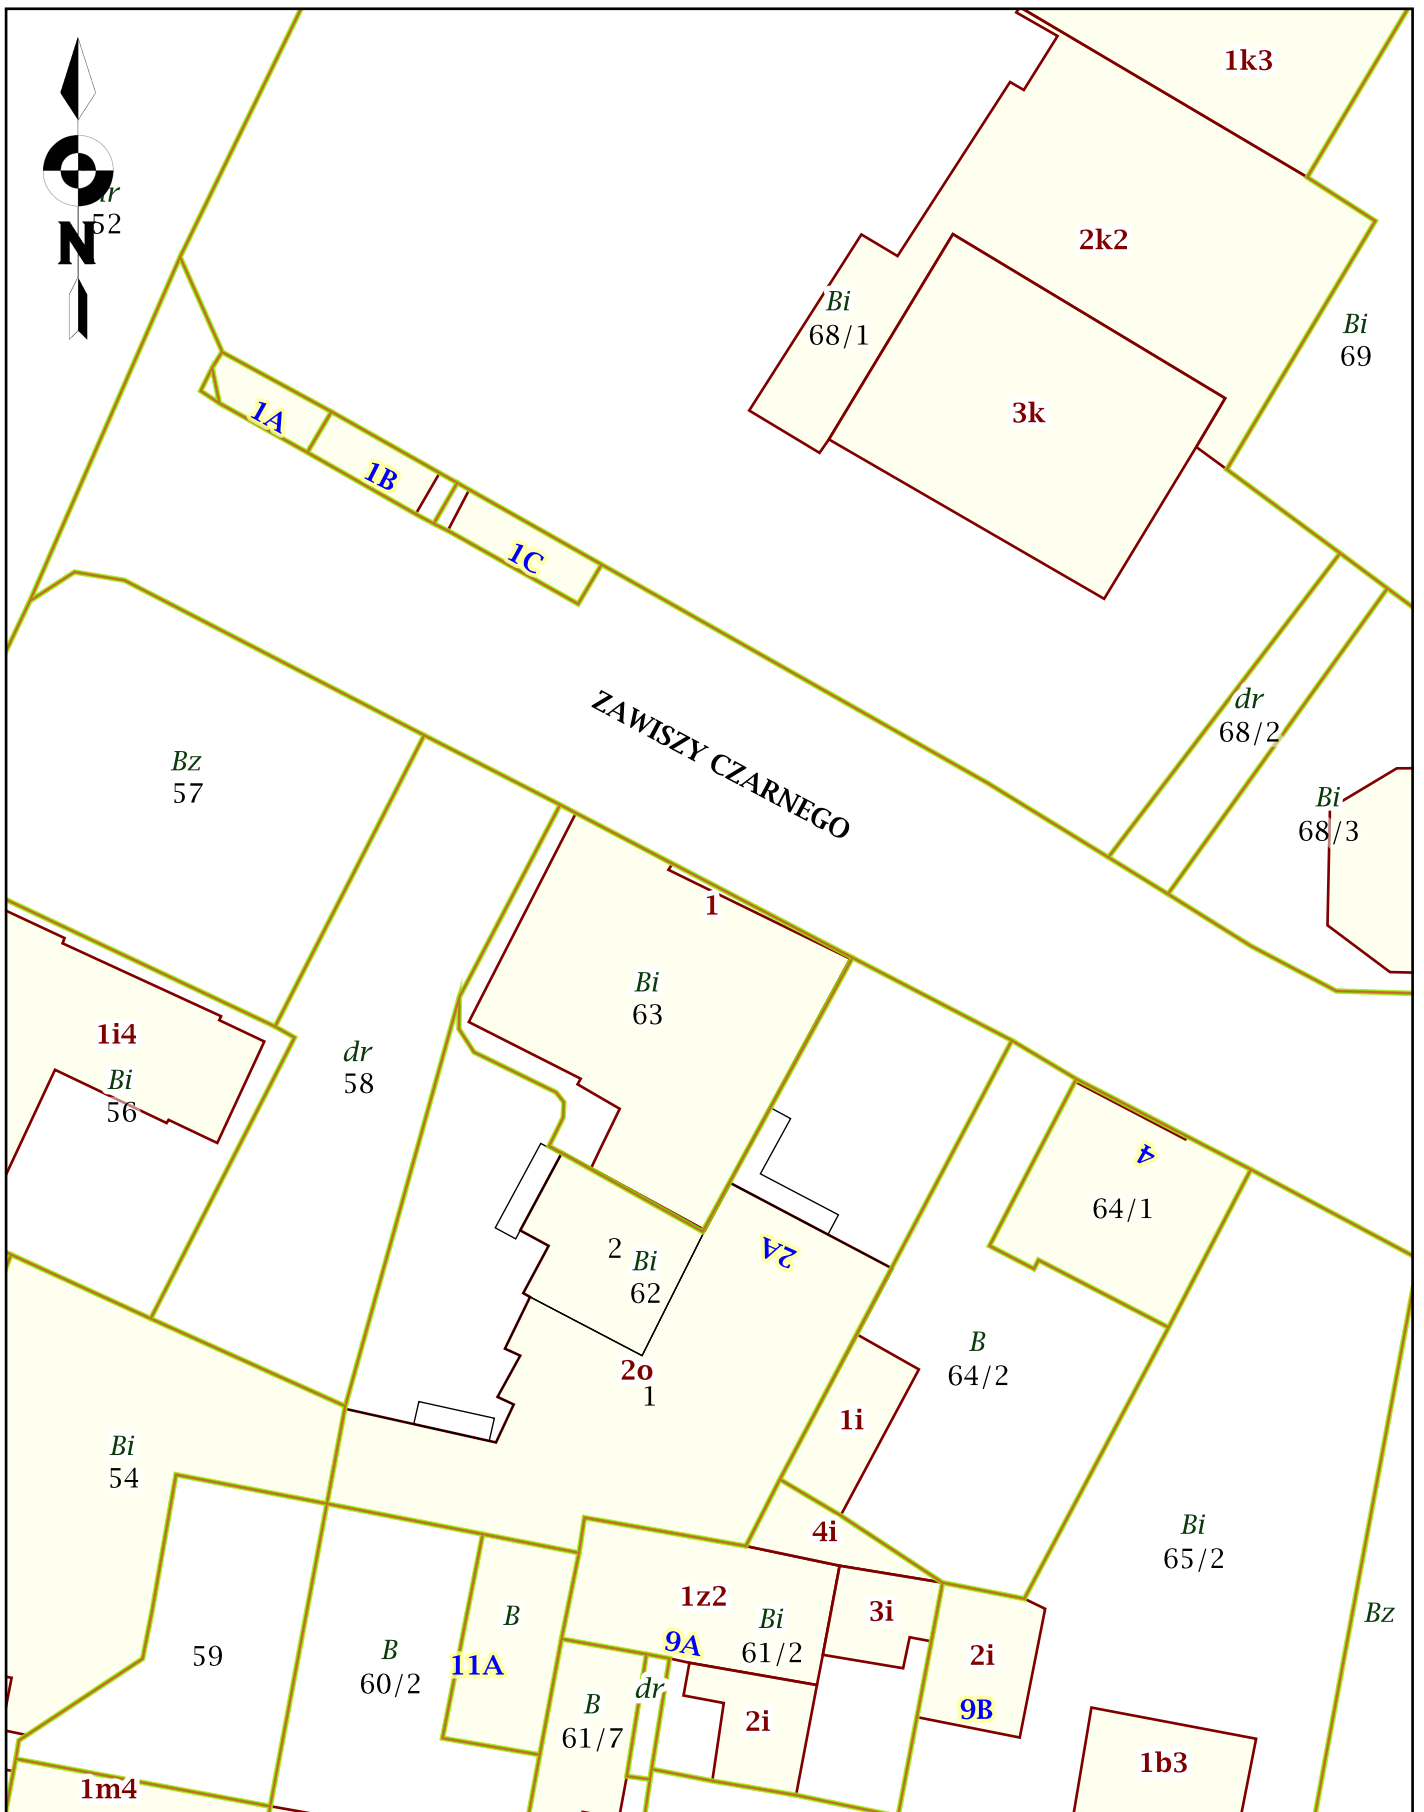 1k3
dr
52
N
2k2
Bi
68/1
Bi
69
3k
1A
1B
1C
ZAWISZY CZARNEGO
dr
68/2
Bz
57
Bi
68/3
1
Bi
63
1i4
Bi
56
dr
58
4
64/1
2
2A
Bi
62
B
64/2
2o
1
1i
Bi
54
4i
Bi
65/2
1z2
3i
B
Bi
61/2
9A
B
60/2
11A
59
2i
9B
Bz
dr
B
61/7
2i
1b3
1m4